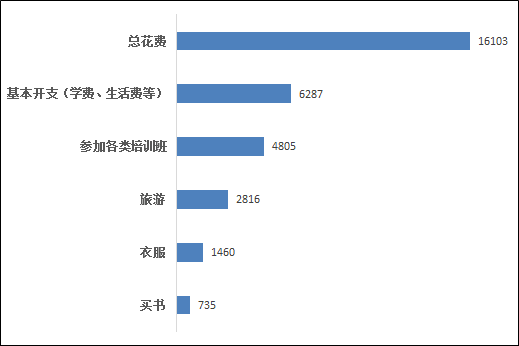 总花费 16103
基本开支（学费、生活费等） 6287
参加各类培训班 4805
旅游 2816
衣服 1460
买书 735